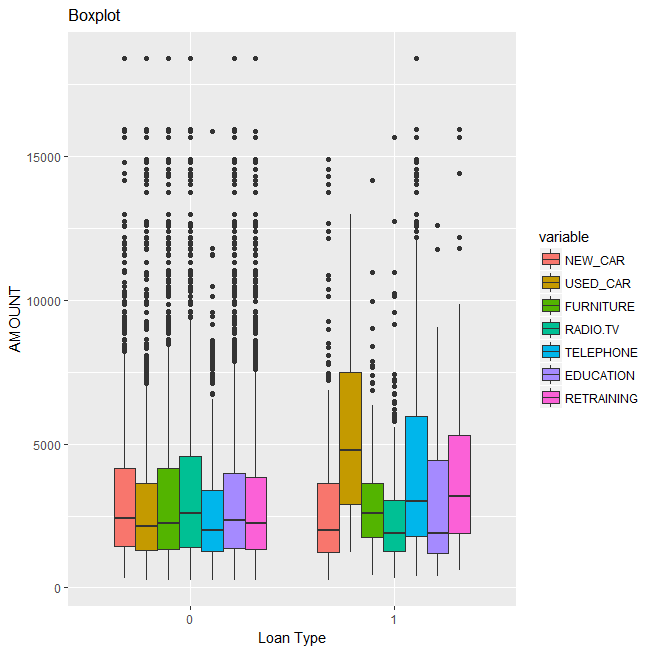 Boxplot
AMOUNT
15000
10000
5000
0
0
1
Loan Type
variable
NEW_CAR
USED_CAR
FURNITURE
RADIO.TV
TELEPHONE
EDUCATION
RETRAINING